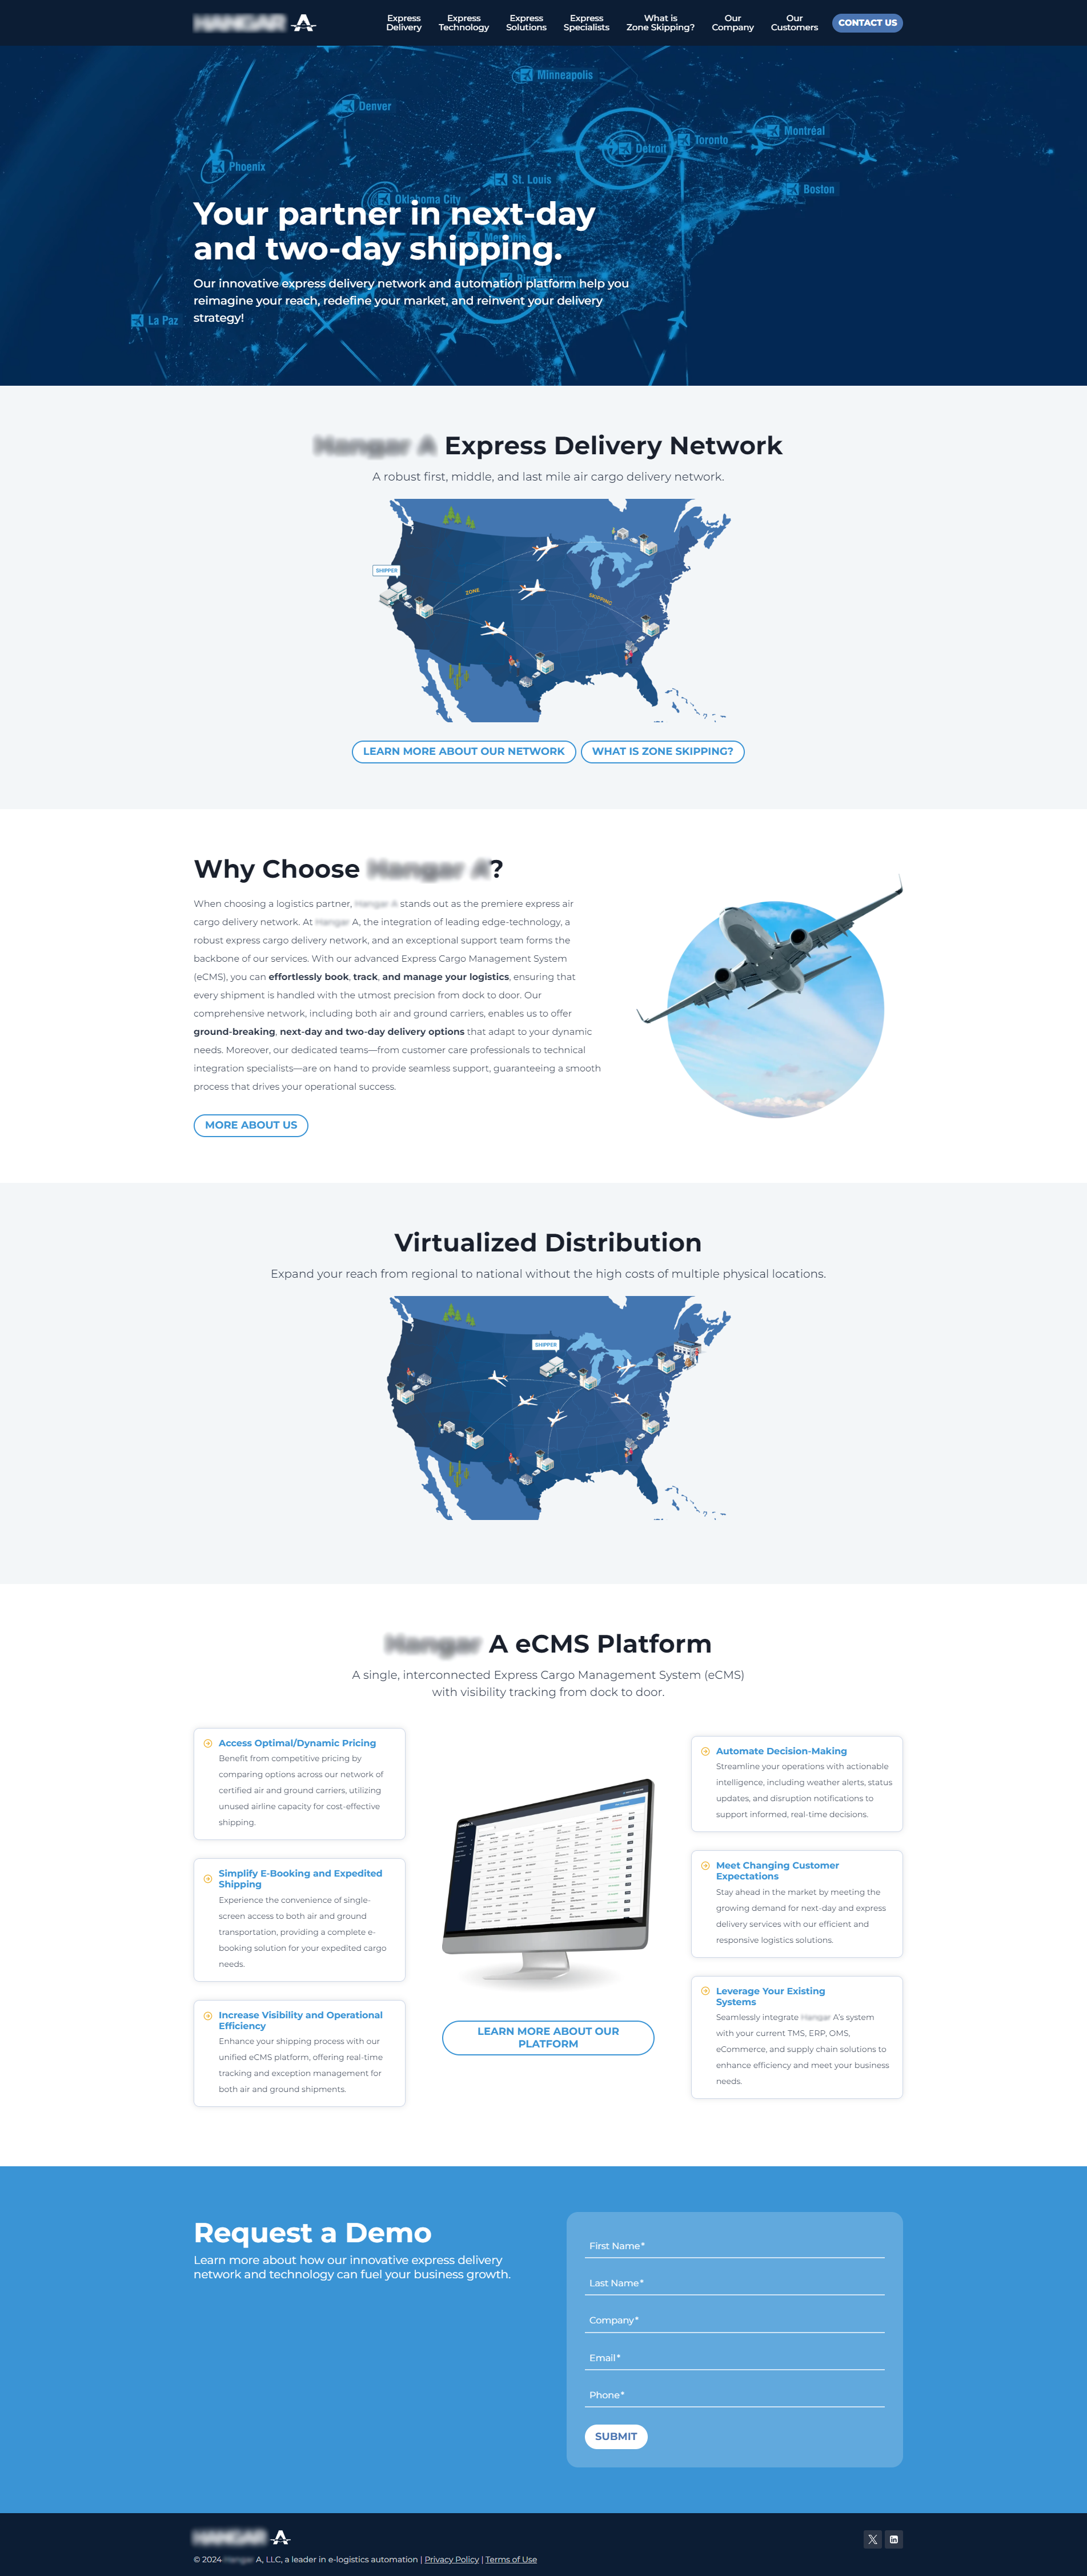 HANGAR A
Express Delivery
Express Technology
Express Solutions
Express Specialists
What is Zone Skipping?
Our Company
Our Customers
CONTACT US
Minneapolis
Denver
Montréal
Toronto
Detroit
Phoenix
St. Louis
Boston
Oklahoma City
Your partner in next-day
Memphis
and two-day shipping.
Our innovative express delivery network and automation platform help you
reimagine your reach, redefine your market, and reinvent your delivery
strategy!
La Paz
Hangar A Express Delivery Network
A robust first, middle, and last mile air cargo delivery network.
SHIPPER
ZONE
SKIPPING
LEARN MORE ABOUT OUR NETWORK
WHAT IS ZONE SKIPPING?
Why Choose Hangar A?
When choosing a logistics partner, Hangar A stands out as the premiere express air
cargo delivery network. At Hangar A, the integration of leading edge-technology, a
robust express cargo delivery network, and an exceptional support team forms the
backbone of our services. With our advanced Express Cargo Management System
(eCMS), you can effortlessly book, track, and manage your logistics, ensuring that
every shipment is handled with the utmost precision from dock to door. Our
comprehensive network, including both air and ground carriers, enables us to offer
ground-breaking, next-day and two-day delivery options that adapt to your dynamic
needs. Moreover, our dedicated teams—from customer care professionals to technical
integration specialists—are on hand to provide seamless support, guaranteeing a smooth
process that drives your operational success.
MORE ABOUT US
Virtualized Distribution
Expand your reach from regional to national without the high costs of multiple physical locations.
SHIPPER
Hangar A eCMS Platform
A single, interconnected Express Cargo Management System (eCMS)
with visibility tracking from dock to door.
Access Optimal/Dynamic Pricing
Benefit from competitive pricing by
comparing options across our network of
certified air and ground carriers, utilizing
unused airline capacity for cost-effective
shipping.
Simplify E-Booking and Expedited
Shipping
Experience the convenience of single-
screen access to both air and ground
transportation, providing a complete e-
booking solution for your expedited cargo
needs.
Increase Visibility and Operational
Efficiency
Enhance your shipping process with our
unified eCMS platform, offering real-time
tracking and exception management for
both air and ground shipments.
LEARN MORE ABOUT OUR
PLATFORM
Automate Decision-Making
Streamline your operations with actionable
intelligence, including weather alerts, status
updates, and disruption notifications to
support informed, real-time decisions.
Meet Changing Customer
Expectations
Stay ahead in the market by meeting the
growing demand for next-day and express
delivery services with our efficient and
responsive logistics solutions.
Leverage Your Existing
Systems
Seamlessly integrate Hangar A's system
with your current TMS, ERP, OMS,
eCommerce, and supply chain solutions to
enhance efficiency and meet your business
needs.
Request a Demo
Learn more about how our innovative express delivery
network and technology can fuel your business growth.
First Name*
Last Name*
Company*
Email*
Phone*
SUBMIT
HANGAR A
© 2024 Hangar A, LLC, a leader in e-logistics automation | Privacy Policy | Terms of Use